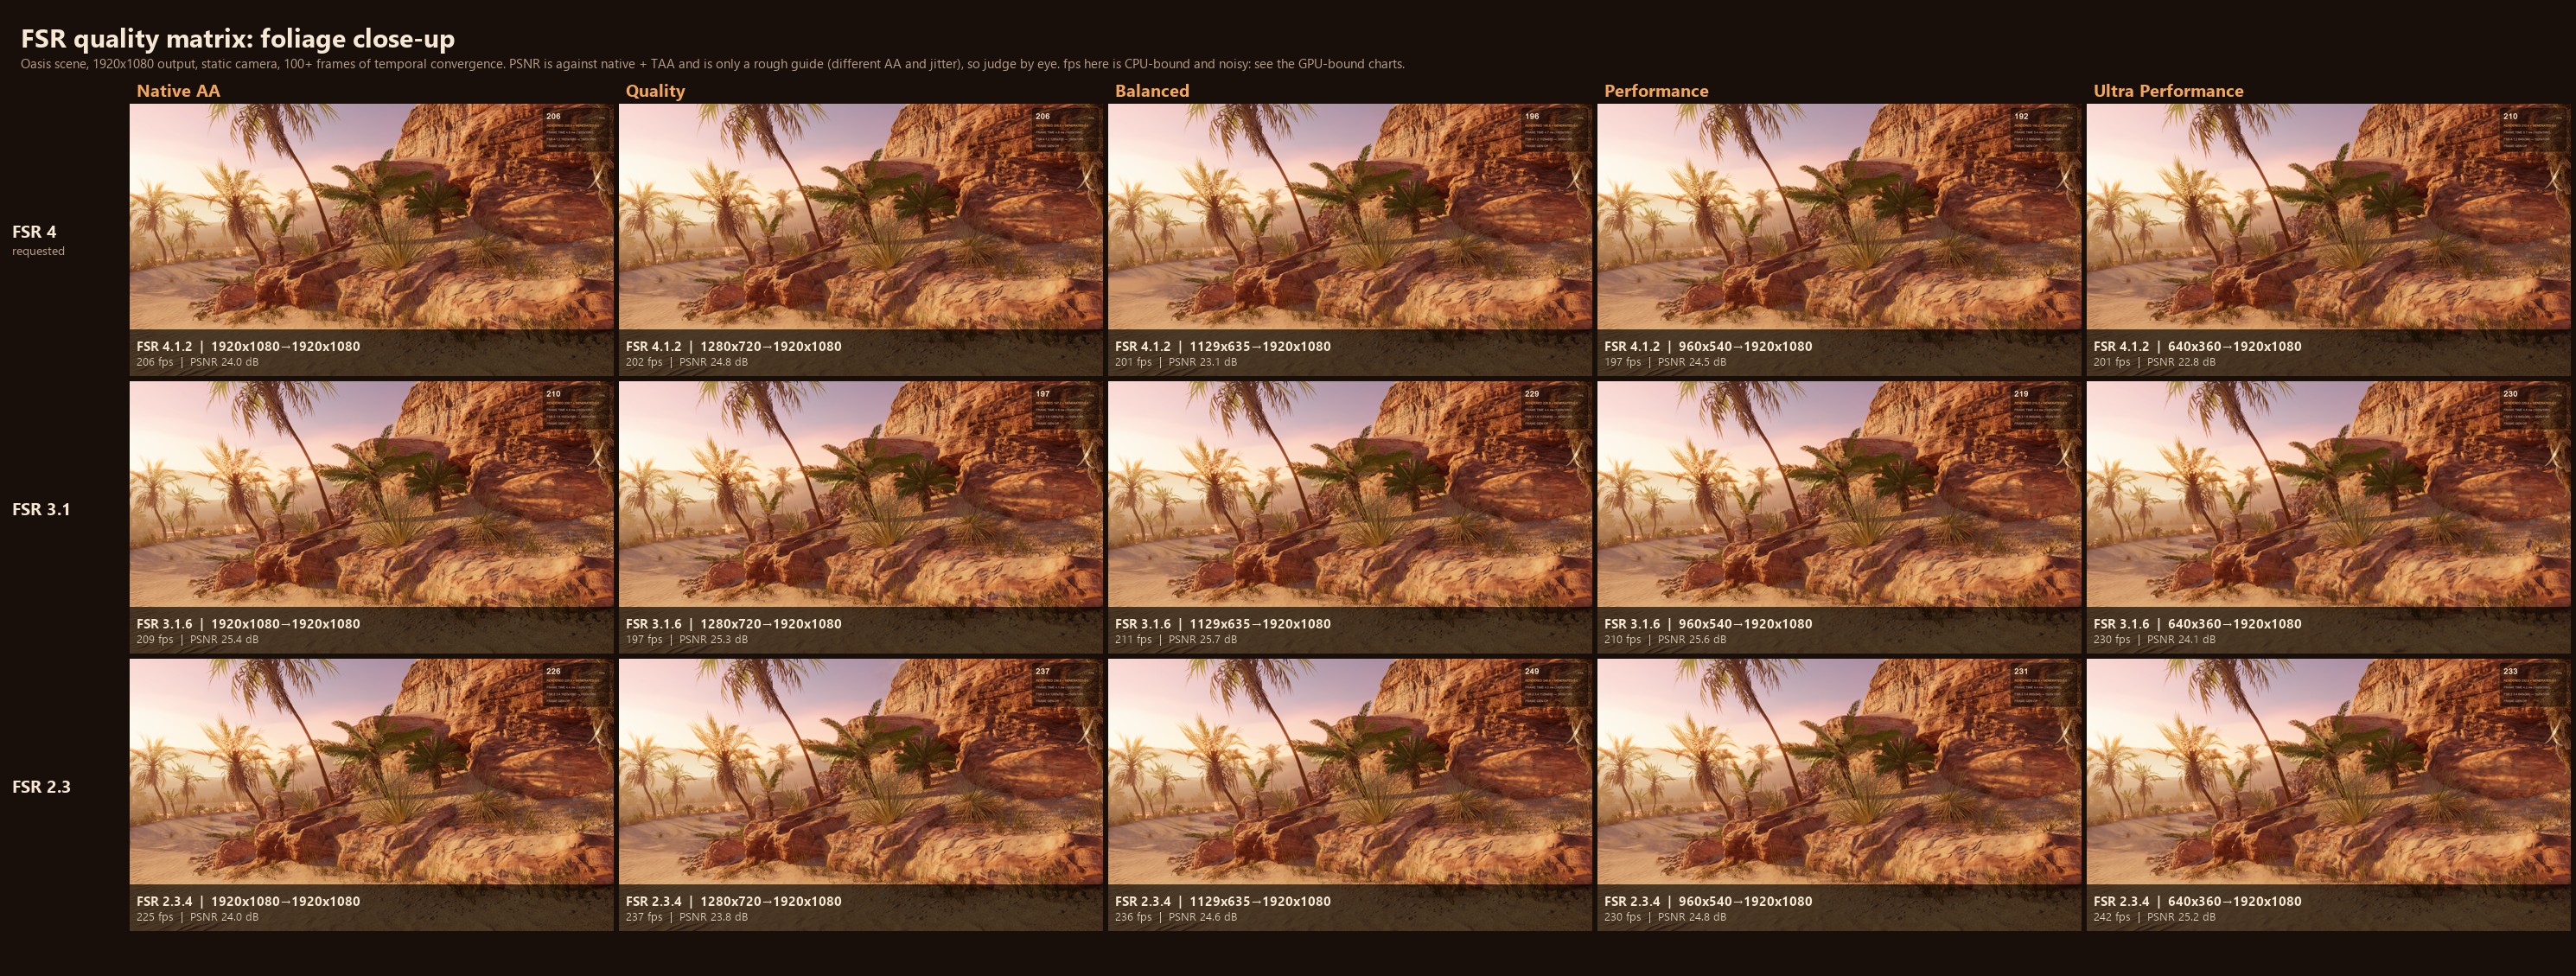 FSR quality matrix: foliage close-up
Oasis scene, 1920x1080 output, static camera, 100+ frames of temporal convergence. PSNR is against native + TAA and is only a rough guide (different AA and jitter), so judge by eye. fps here is CPU-bound and noisy: see the GPU-bound charts.
Native AA
Quality
Balanced
Performance
Ultra Performance
FSR 4
requested
206
206
196
192
210
FSR 4.1.2 | 1920x1080→1920x1080
206 fps | PSNR 24.0 dB
FSR 4.1.2 | 1280x720→1920x1080
202 fps | PSNR 24.8 dB
FSR 4.1.2 | 1129x635→1920x1080
201 fps | PSNR 23.1 dB
FSR 4.1.2 | 960x540→1920x1080
197 fps | PSNR 24.5 dB
FSR 4.1.2 | 640x360→1920x1080
201 fps | PSNR 22.8 dB
FSR 3.1
210
197
229
219
230
FSR 3.1.6 | 1920x1080→1920x1080
209 fps | PSNR 25.4 dB
FSR 3.1.6 | 1280x720→1920x1080
197 fps | PSNR 25.3 dB
FSR 3.1.6 | 1129x635→1920x1080
211 fps | PSNR 25.7 dB
FSR 3.1.6 | 960x540→1920x1080
210 fps | PSNR 25.6 dB
FSR 3.1.6 | 640x360→1920x1080
230 fps | PSNR 24.1 dB
FSR 2.3
226
237
249
231
233
FSR 2.3.4 | 1920x1080→1920x1080
225 fps | PSNR 24.0 dB
FSR 2.3.4 | 1280x720→1920x1080
237 fps | PSNR 23.8 dB
FSR 2.3.4 | 1129x635→1920x1080
236 fps | PSNR 24.6 dB
FSR 2.3.4 | 960x540→1920x1080
230 fps | PSNR 24.8 dB
FSR 2.3.4 | 640x360→1920x1080
242 fps | PSNR 25.2 dB